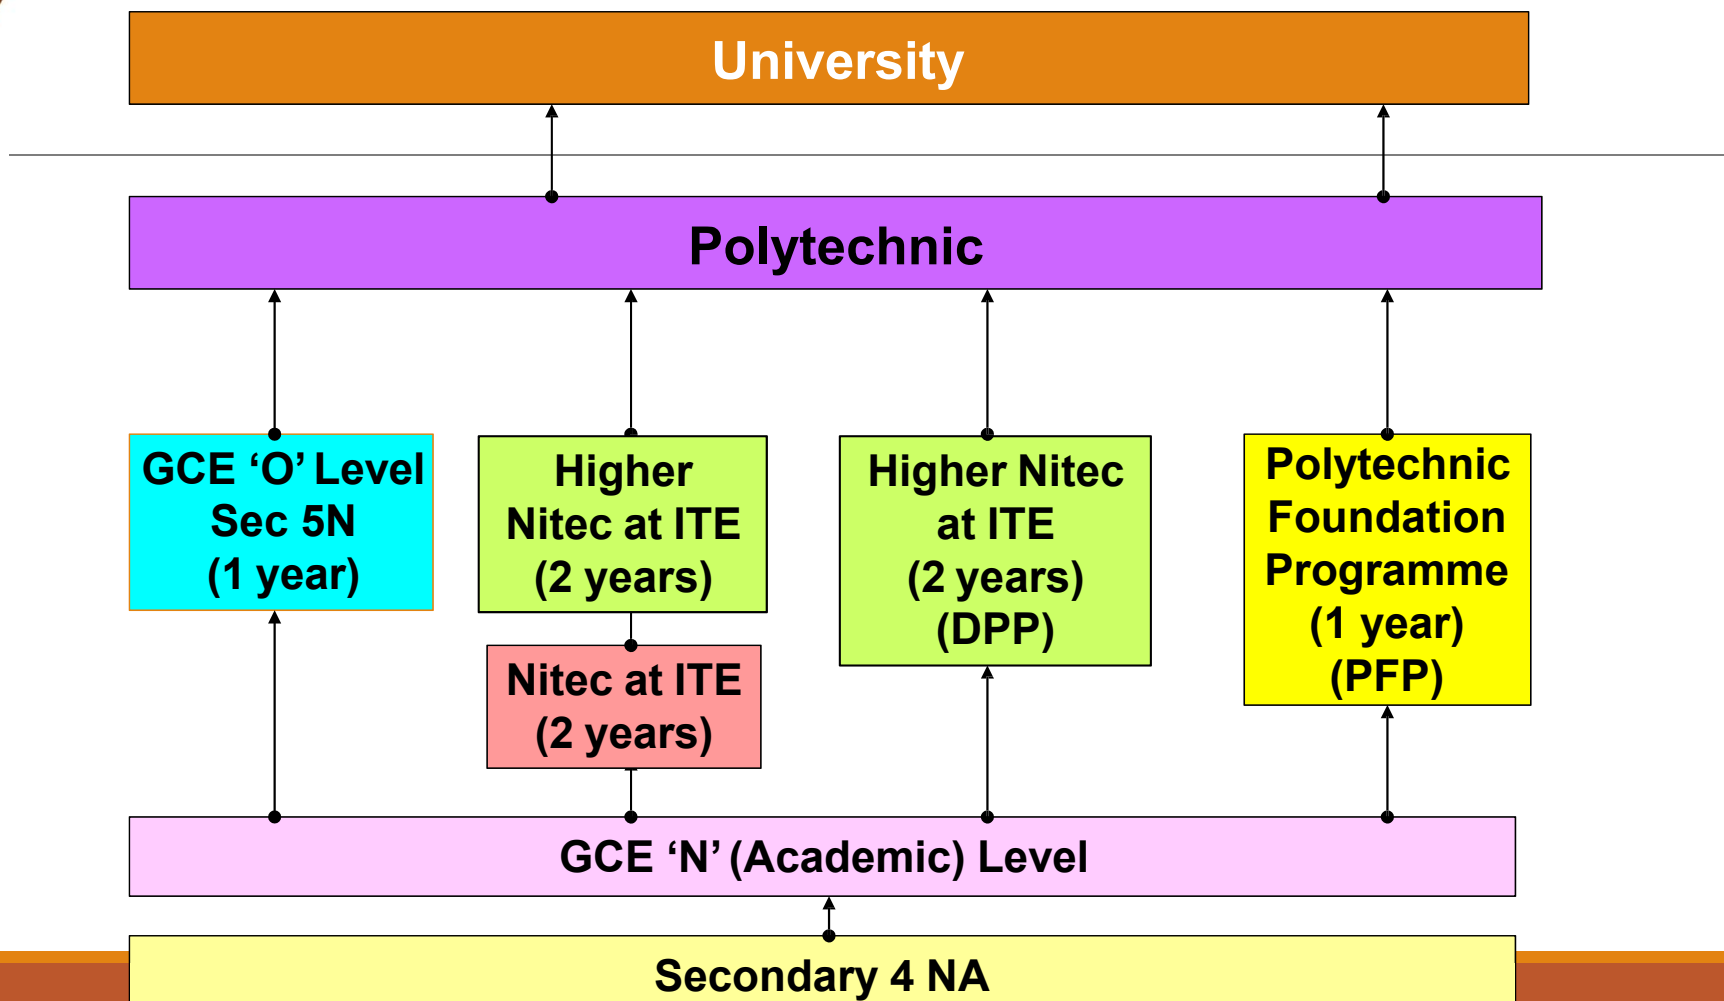 University
Polytechnic
GCE ‘O’ Level
Sec 5N
(1 year)
Higher
Nitec at ITE
(2 years)
Nitec at ITE
(2 years)
Higher Nitec
at ITE
(2 years)
(DPP)
Polytechnic
Foundation
Programme
(1 year)
(PFP)
GCE ‘N’ (Academic) Level
Secondary 4 NA